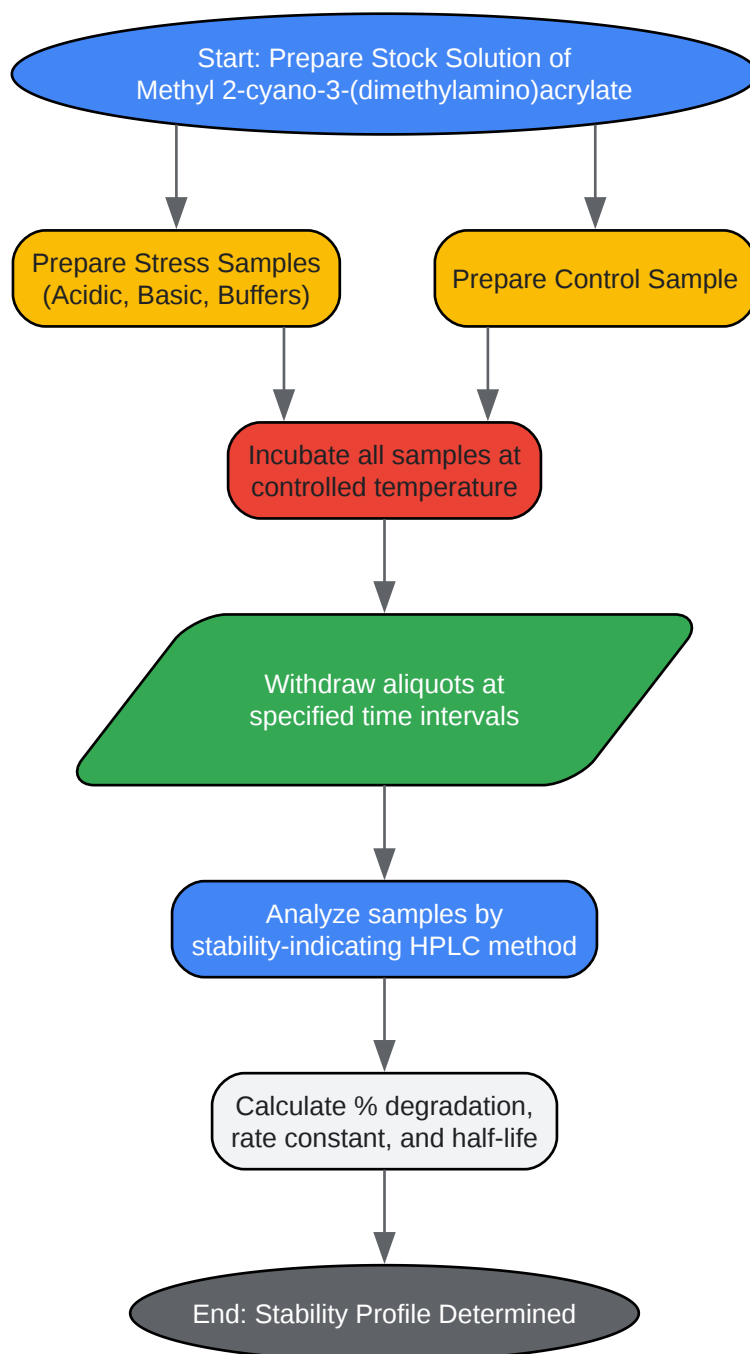 Start: Prepare Stock Solution of
Methyl 2-cyano-3-(dimethylamino)acrylate
Prepare Stress Samples
(Acidic, Basic, Buffers)
Prepare Control Sample
Incubate all samples at
controlled temperature
Withdraw aliquots at
specified time intervals
Analyze samples by
stability-indicating HPLC method
Calculate % degradation,
rate constant, and half-life
End: Stability Profile Determined